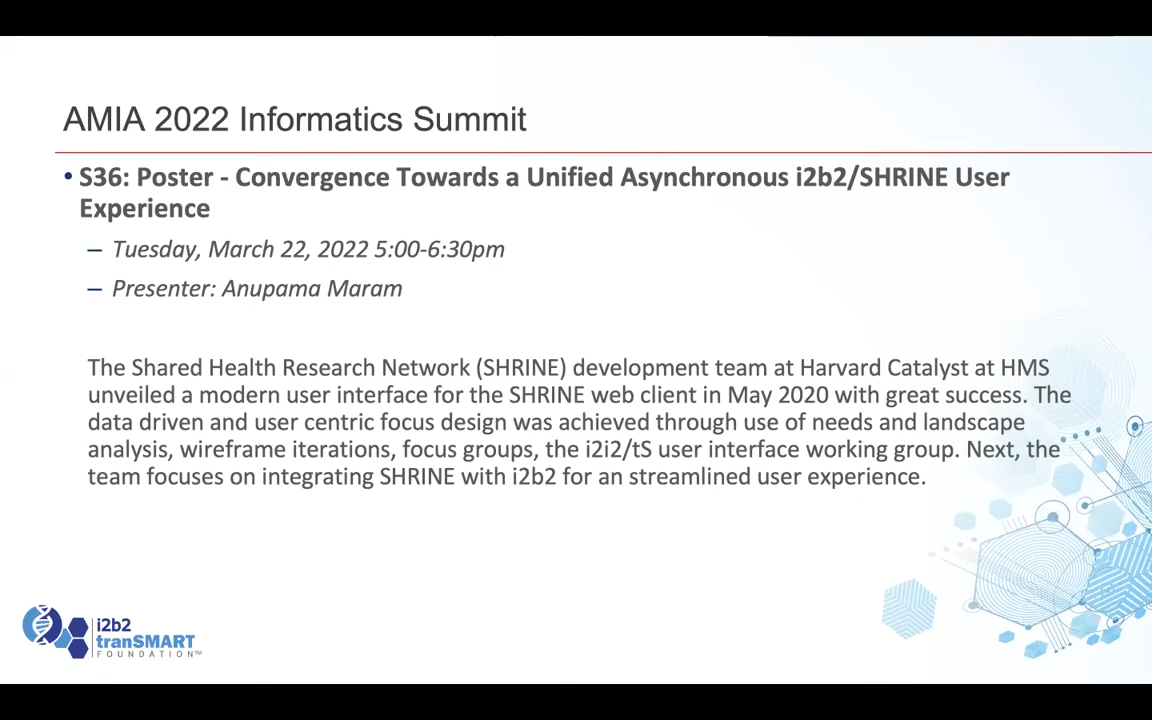 AMIA 2022 Informatics Summit
• S36: Poster - Convergence Towards a Unified Asynchronous i2b2/SHRINE User
Experience
– Tuesday, March 22, 2022 5:00-6:30pm
– Presenter: Anupama Maram
The Shared Health Research Network (SHRINE) development team at Harvard Catalyst at HMS
unveiled a modern user interface for the SHRINE web client in May 2020 with great success. The
data driven and user centric focus design was achieved through use of needs and landscape
analysis, wireframe iterations, focus groups, the i2i2/tS user interface working group. Next, the
team focuses on integrating SHRINE with i2b2 for an streamlined user experience.
i2b2
tranSMART
FOUNDATION™